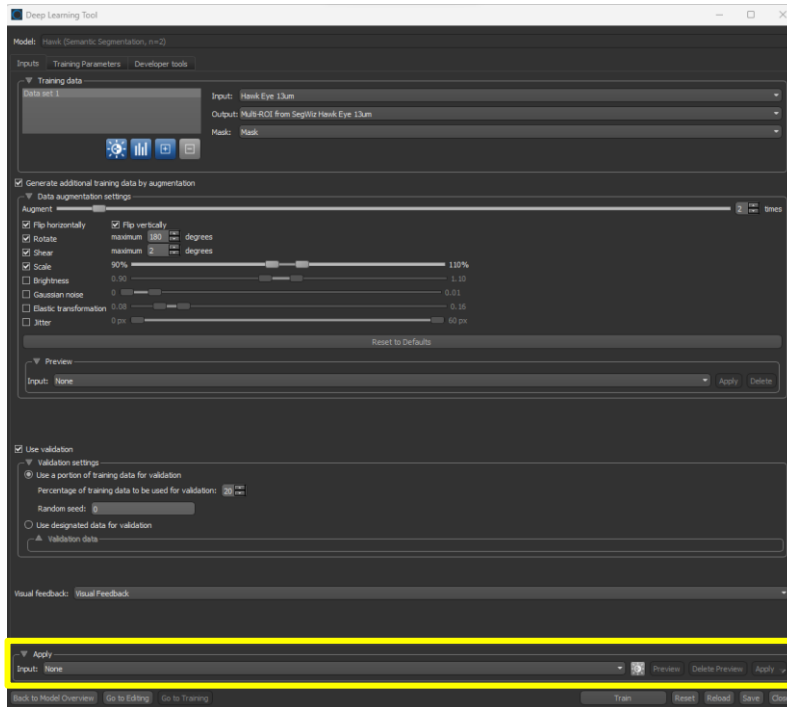 Deep Learning Tool
Model: Hawk (Semantic Segmentation, n=2)
Inputs Training Parameters Developer tools
Training data
Data set 1
Input: Hawk Eye 13um
Output: Multi-ROI from SegWiz Hawk Eye 13um
Mask: Mask
Generate additional training data by augmentation
Data augmentation settings
Augment 2 times
Flip horizontally Flip vertically
Rotate maximum 180 degrees
Shear maximum 2 degrees
Scale 90% 110%
Brightness 0.90 1.10
Gaussian noise 0 0.01
Elastic transformation 0.08 0.16
Jitter 0 px 60 px
Reset to Defaults
Preview
Input: None Apply Delete
Use validation
Validation settings
Use a portion of training data for validation
Percentage of training data to be used for validation: 20
Random seed: 0
Use designated data for validation
Validation data
Visual feedback: Visual Feedback
Apply
Input: None Preview Delete Preview Apply
Back to Model Overview Go to Editing Go to Training Train Reset Reload Save Clos